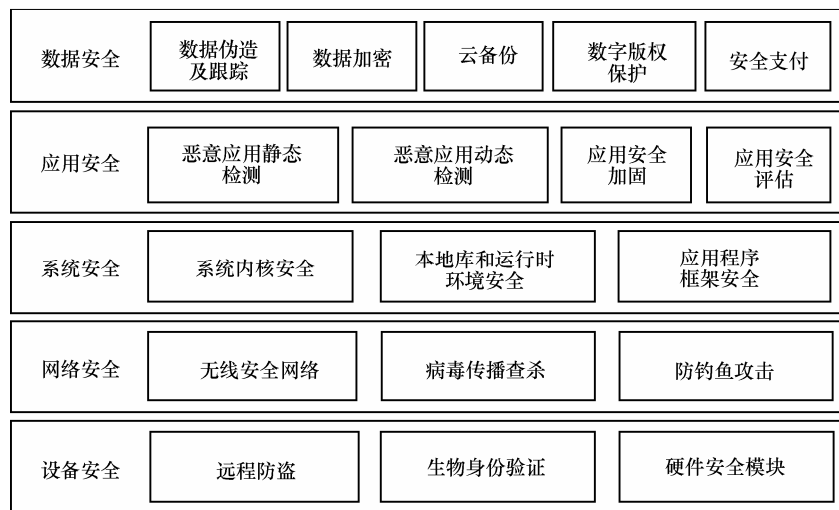 数据安全
数据伪造
及跟踪
数据加密
云备份
数字版权
保护
安全支付
应用安全
恶意应用静态
检测
恶意应用动态
检测
应用安全
加固
应用安全
评估
系统安全
系统内核安全
本地库和运行时
环境安全
应用程序
框架安全
网络安全
无线安全网络
病毒传播查杀
防钓鱼攻击
设备安全
远程防盗
生物身份验证
硬件安全模块